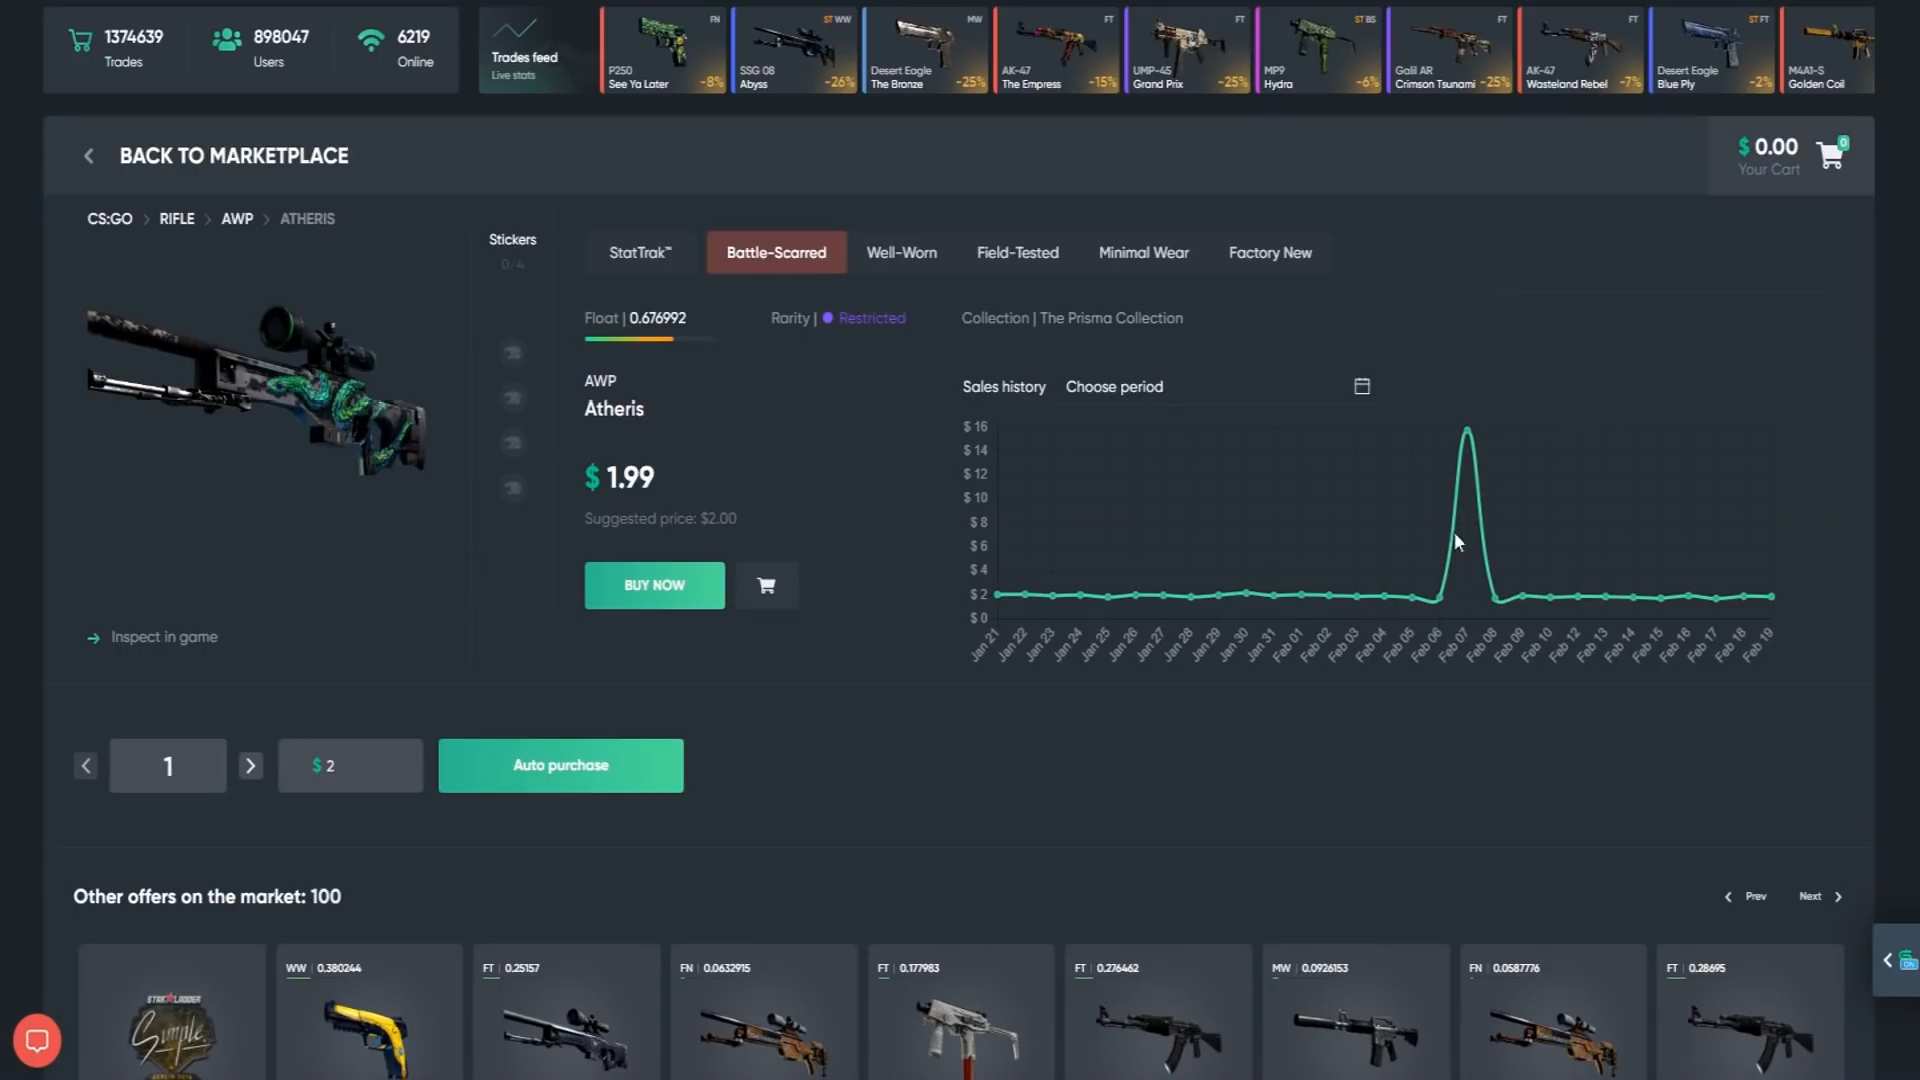 1374639
Trades
898047
Users
6219
Online
Trades feed
Live stats
FN
P250
See Ya Later -8%
ST WW
SSG 08
Abyss -26%
MW
Desert Eagle
The Bronze -25%
FT
AK-47
The Empress -15%
FT
UMP-45
Grand Prix -25%
ST BS
MP9
Hydra -6%
FT
Galil AR
Crimson Tsunami -25%
FT
AK-47
Wasteland Rebel -7%
ST FT
Desert Eagle
Blue Ply -2%
M4A1-S
Golden Coil
BACK TO MARKETPLACE
$ 0.00
Your Cart
0
CS:GO > RIFLE > AWP > ATHERIS
Stickers
0/4
StatTrak™ Battle-Scarred Well-Worn Field-Tested Minimal Wear Factory New
Float | 0.676992 Rarity | Restricted Collection | The Prisma Collection
AWP
Atheris
Sales history Choose period
$ 1.99
Suggested price: $2.00
BUY NOW
Inspect in game
$ 16
$ 14
$ 12
$ 10
$ 8
$ 6
$ 4
$ 2
$ 0
Jan 21 Jan 22 Jan 23 Jan 24 Jan 25 Jan 26 Jan 27 Jan 28 Jan 29 Jan 30 Jan 31 Feb 01 Feb 02 Feb 03 Feb 04 Feb 05 Feb 06 Feb 07 Feb 08 Feb 09 Feb 10 Feb 12 Feb 13 Feb 14 Feb 15 Feb 16 Feb 17 Feb 18 Feb 19
1
$ 2
Auto purchase
Other offers on the market: 100
Prev Next
WW | 0.380244
FT | 0.25157
FN | 0.0632915
FT | 0.177983
FT | 0.276462
MW | 0.0926153
FN | 0.0587776
FT | 0.28695
STAR LADDER
S1mple
BERLIN 2019
ON